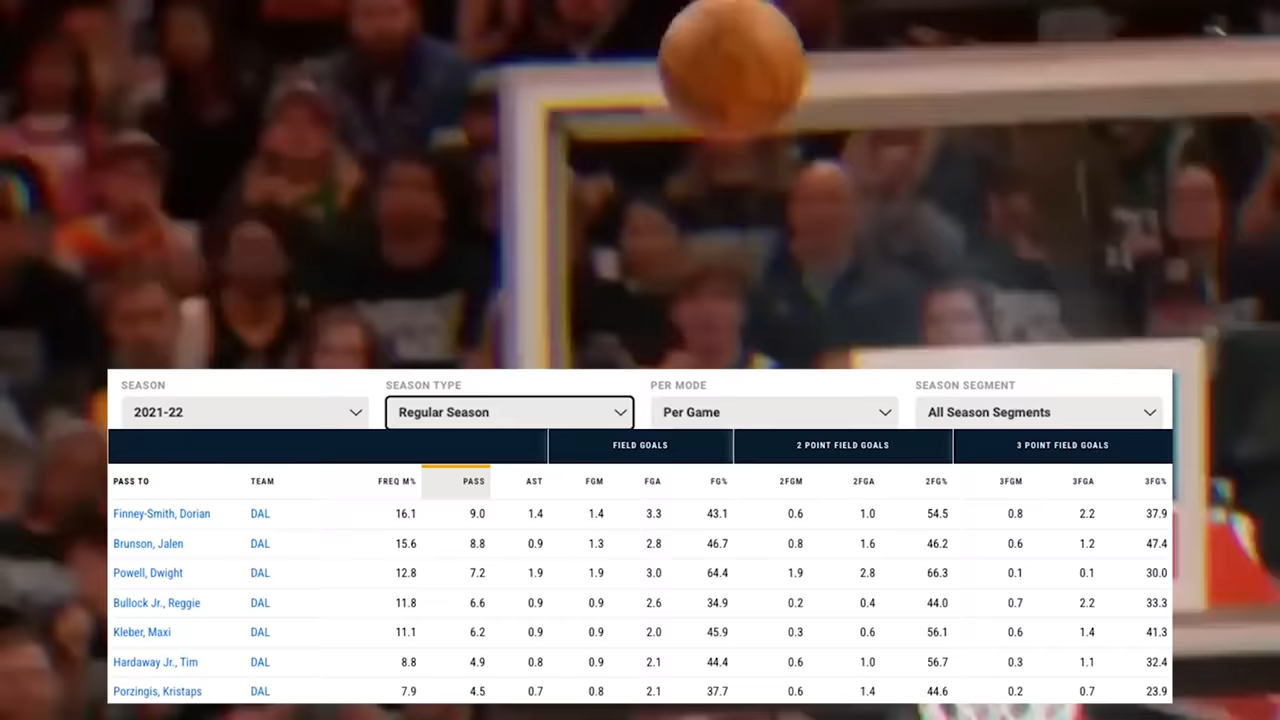 SEASON SEASON TYPE PER MODE SEASON SEGMENT
2021-22 Regular Season Per Game All Season Segments
FIELD GOALS 2 POINT FIELD GOALS 3 POINT FIELD GOALS
PASS TO TEAM FREQ M% PASS AST FGM FGA FG% 2FGM 2FGA 2FG% 3FGM 3FGA 3FG%
Finney-Smith, Dorian DAL 16.1 9.0 1.4 1.4 3.3 43.1 0.6 1.0 54.5 0.8 2.2 37.9
Brunson, Jalen DAL 15.6 8.8 0.9 1.3 2.8 46.7 0.8 1.6 46.2 0.6 1.2 47.4
Powell, Dwight DAL 12.8 7.2 1.9 1.9 3.0 64.4 1.9 2.8 66.3 0.1 0.1 30.0
Bullock Jr., Reggie DAL 11.8 6.6 0.9 0.9 2.6 34.9 0.2 0.4 44.0 0.7 2.2 33.3
Kleber, Maxi DAL 11.1 6.2 0.9 0.9 2.0 45.9 0.3 0.6 56.1 0.6 1.4 41.3
Hardaway Jr., Tim DAL 8.8 4.9 0.8 0.9 2.1 44.4 0.6 1.0 56.7 0.3 1.1 32.4
Porzingis, Kristaps DAL 7.9 4.5 0.7 0.8 2.1 37.7 0.6 1.4 44.6 0.2 0.7 23.9